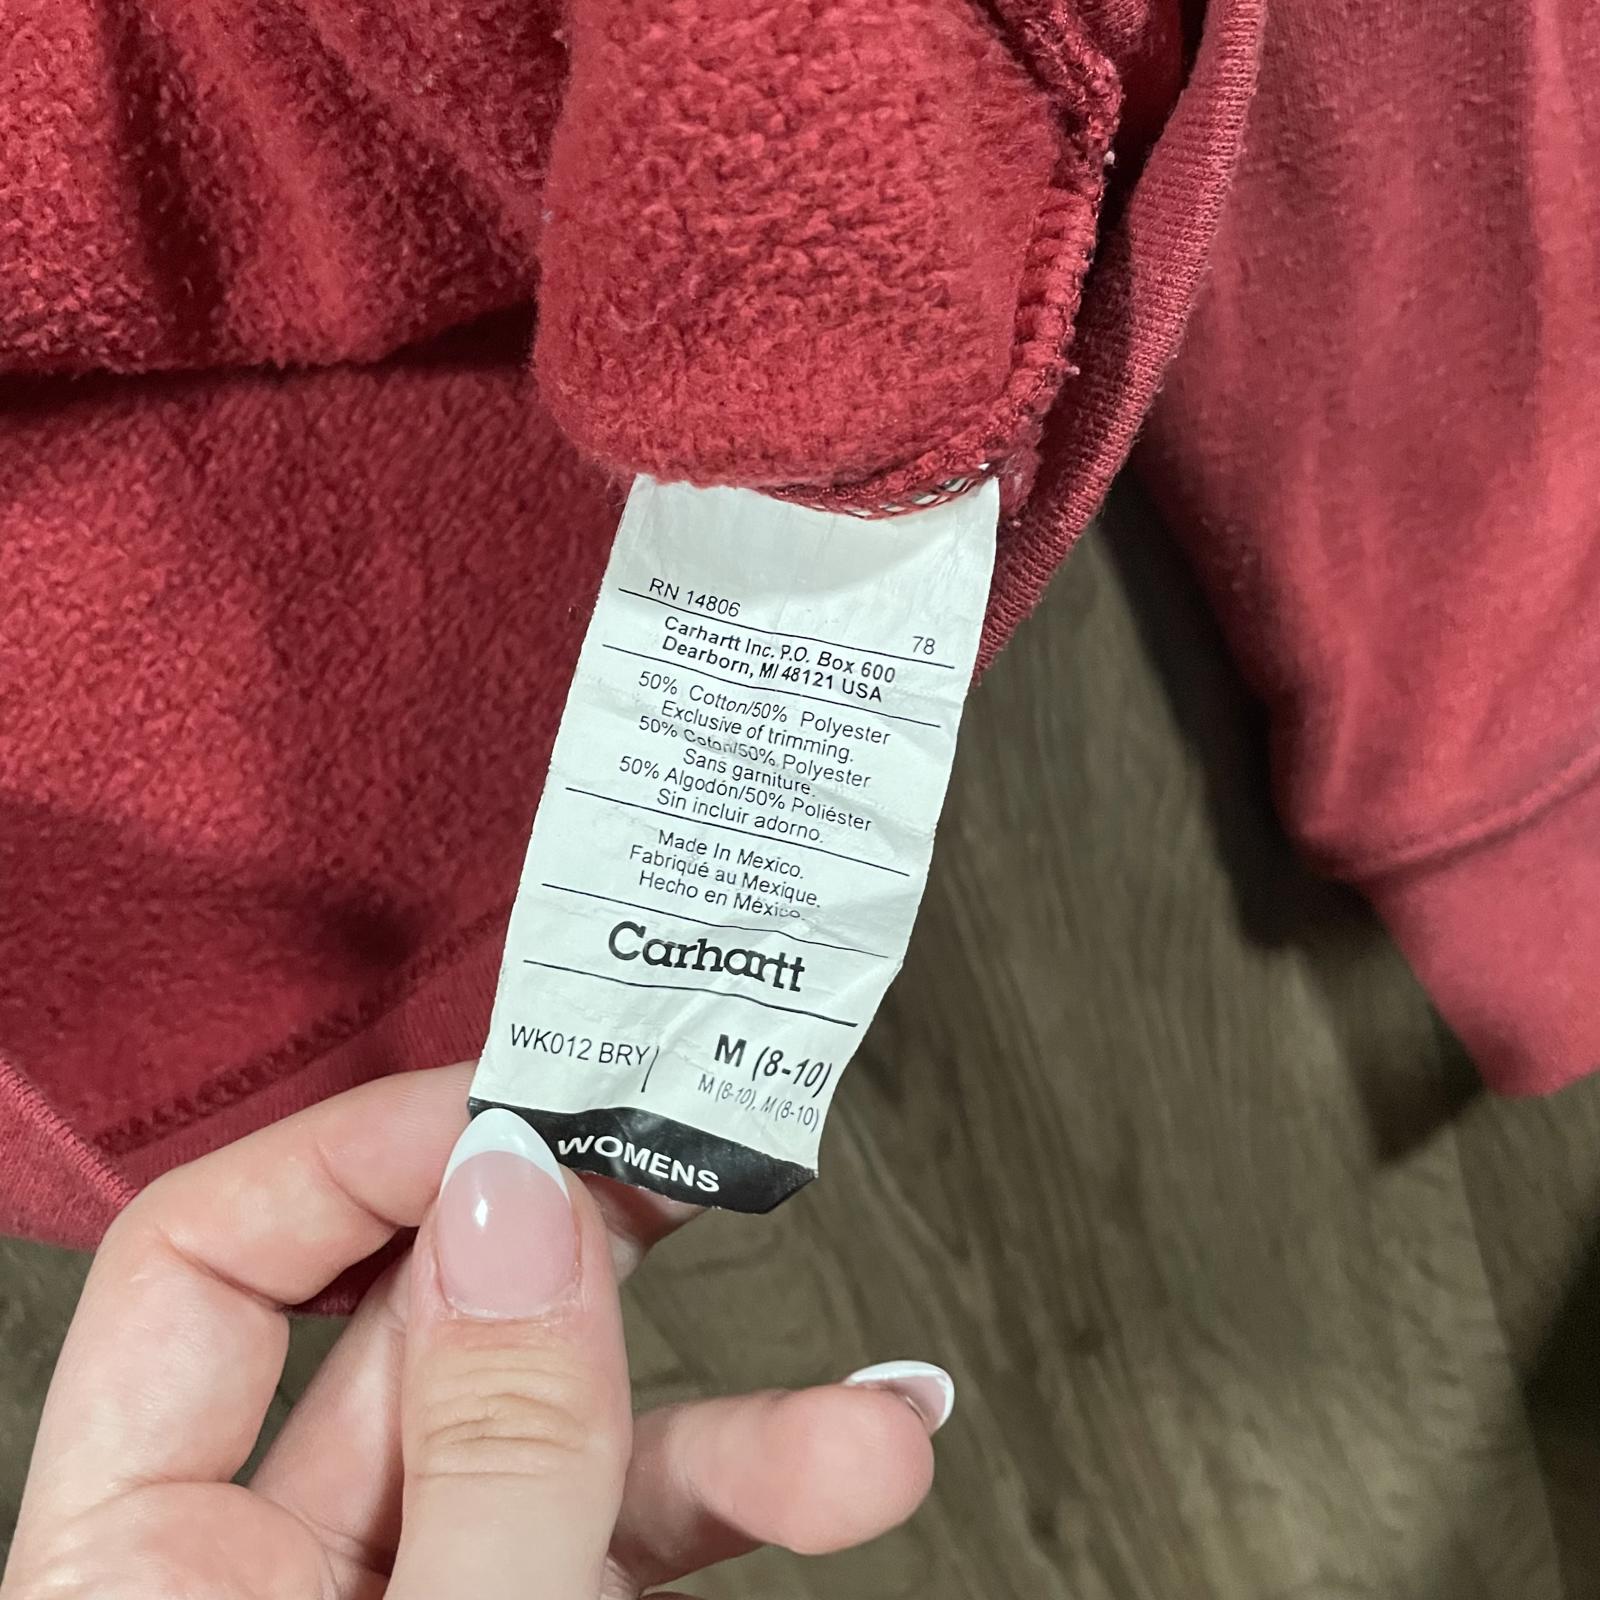 RN 14806
78
Carhartt Inc. P.O. Box 600
Dearborn, MI 48121 USA
50% Cotton/50% Polyester
Exclusive of trimming.
50% Coton/50% Polyester
Sans garniture.
50% Algodón/50% Poliéster
Sin incluir adorno.
Made In Mexico.
Fabriqué au Mexique.
Hecho en México.
Carhartt
WK012 BRY
M (8-10)
M (8-10), M (8-10)
WOMENS